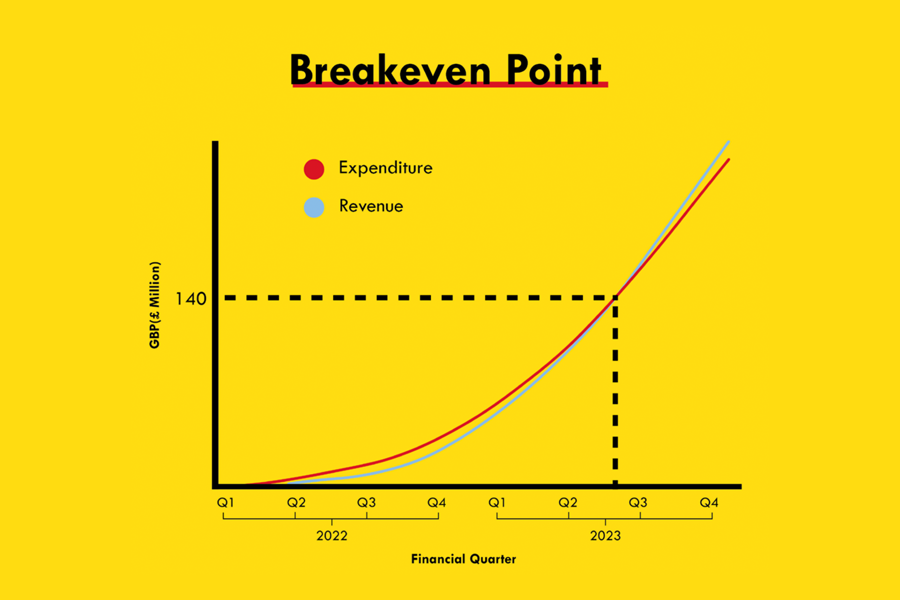 Breakeven Point
Expenditure
Revenue
GBP(£ Million)
140
Q1 Q2 Q3 Q4 Q1 Q2 Q3 Q4
2022 2023
Financial Quarter